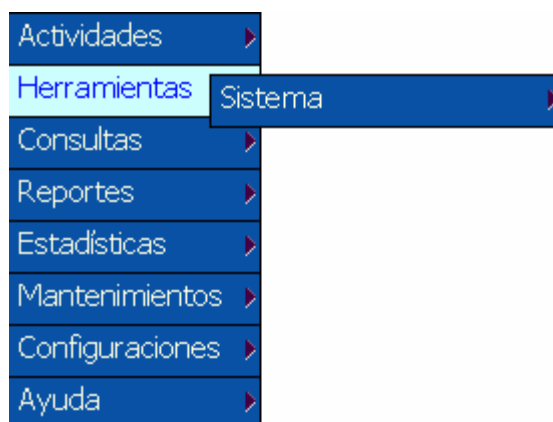 Actividades
Herramientas
Sistema
Consultas
Reportes
Estadísticas
Mantenimientos
Configuraciones
Ayuda